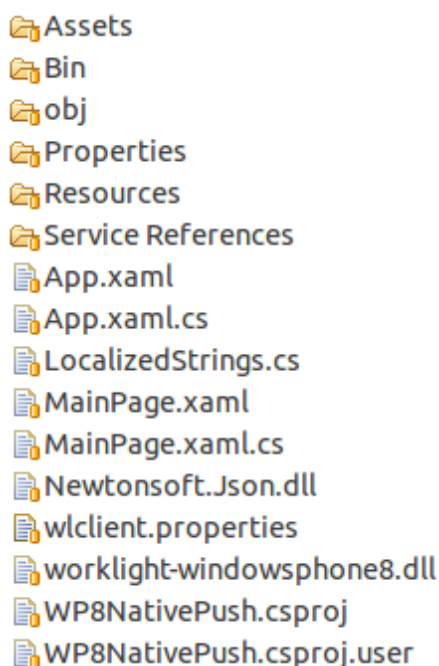 Assets
Bin
obj
Properties
Resources
Service References
App.xaml
App.xaml.cs
LocalizedStrings.cs
MainPage.xaml
MainPage.xaml.cs
Newtonsoft.Json.dll
wlclient.properties
worklight-windowsphone8.dll
WP8NativePush.csproj
WP8NativePush.csproj.user